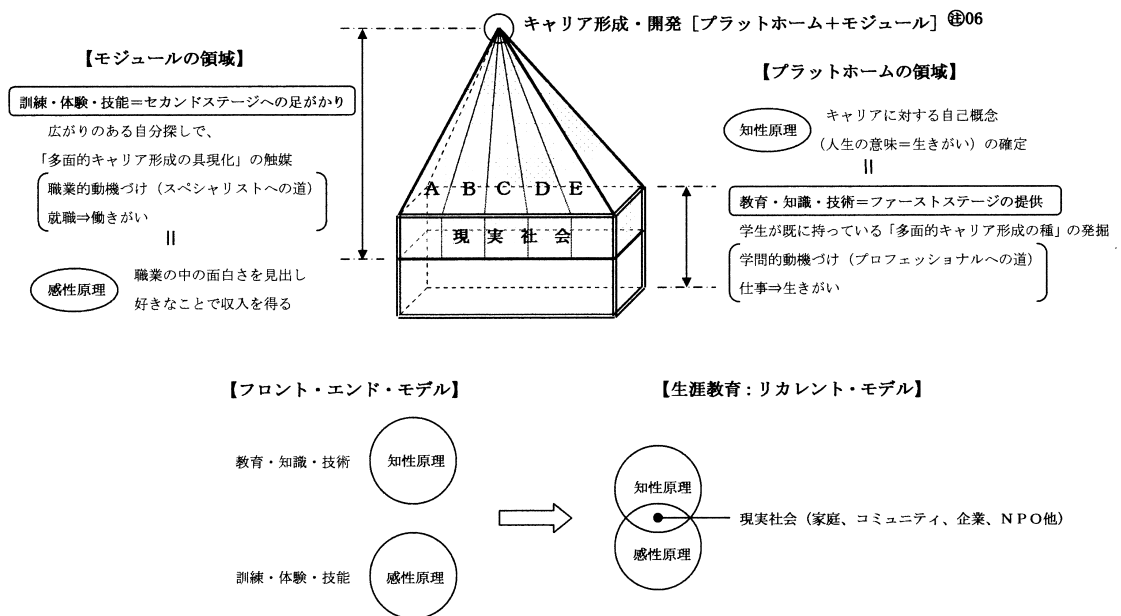 キャリア形成・開発［プラットホーム＋モジュール］㊟06
【モジュールの領域】
訓練・体験・技能＝セカンドステージへの足がかり
広がりのある自分探しで、
「多面的キャリア形成の具現化」の触媒
職業的動機づけ（スペシャリストへの道）
就職⇒働きがい
＝
感性原理
職業の中の面白さを見出し
好きなことで収入を得る
A B C D E
現実社会
【プラットホームの領域】
知性原理
キャリアに対する自己概念
（人生の意味＝生きがい）の確定
＝
教育・知識・技術＝ファーストステージの提供
学生が既に持っている「多面的キャリア形成の種」の発掘
学問的動機づけ（プロフェッショナルへの道）
仕事⇒生きがい
【フロント・エンド・モデル】
教育・知識・技術
知性原理
訓練・体験・技能
感性原理
【生涯教育：リカレント・モデル】
知性原理
現実社会（家庭、コミュニティ、企業、ＮＰＯ他）
感性原理